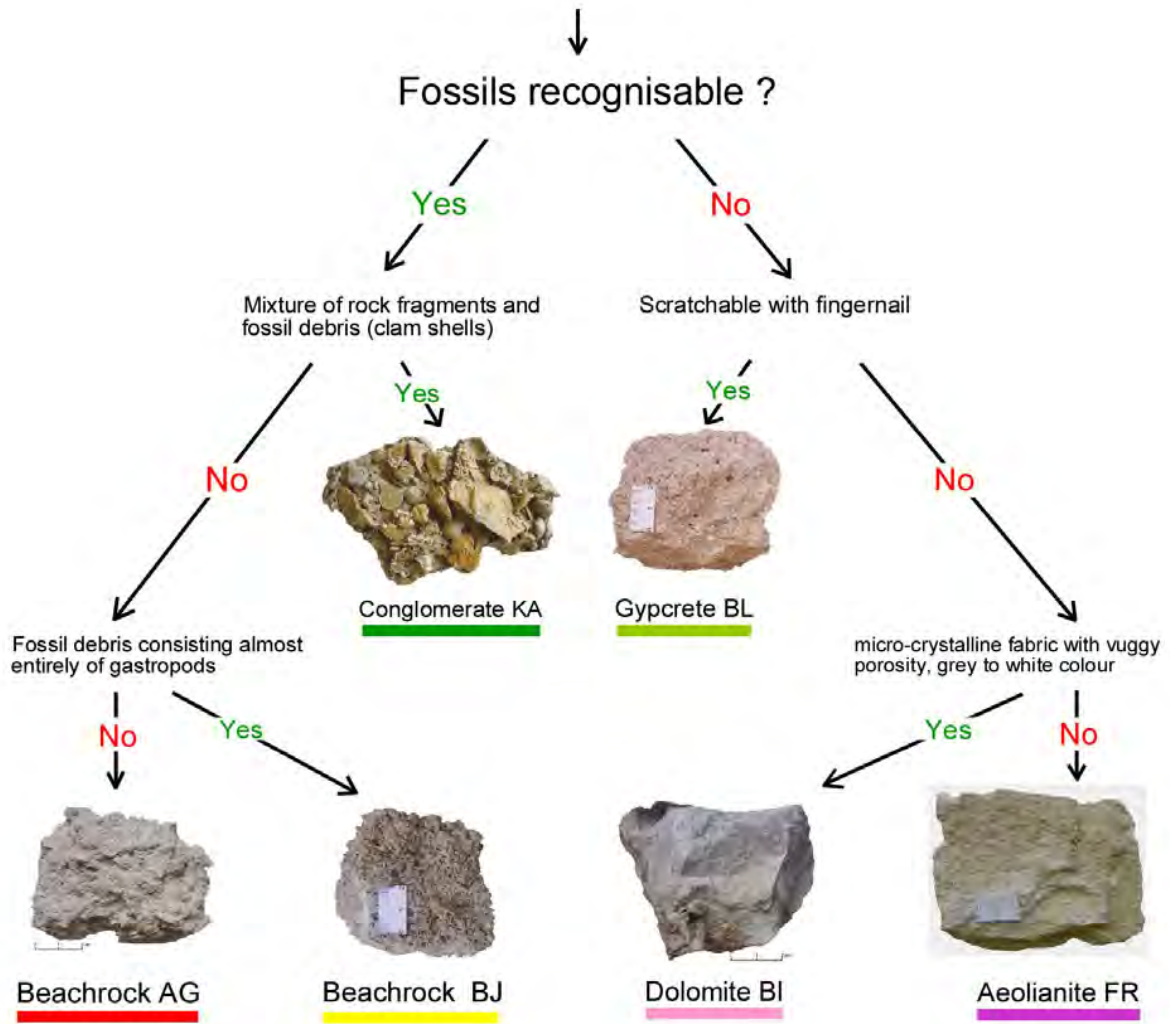 Fossils recognisable ?
Yes
No
Mixture of rock fragments and
fossil debris (clam shells)
Scratchable with fingernail
Yes
Yes
No
No
Conglomerate KA
Gypcrete BL
Fossil debris consisting almost
entirely of gastropods
micro-crystalline fabric with vuggy
porosity, grey to white colour
No
Yes
Yes
No
Beachrock AG
Beachrock BJ
Dolomite BI
Aeolianite FR